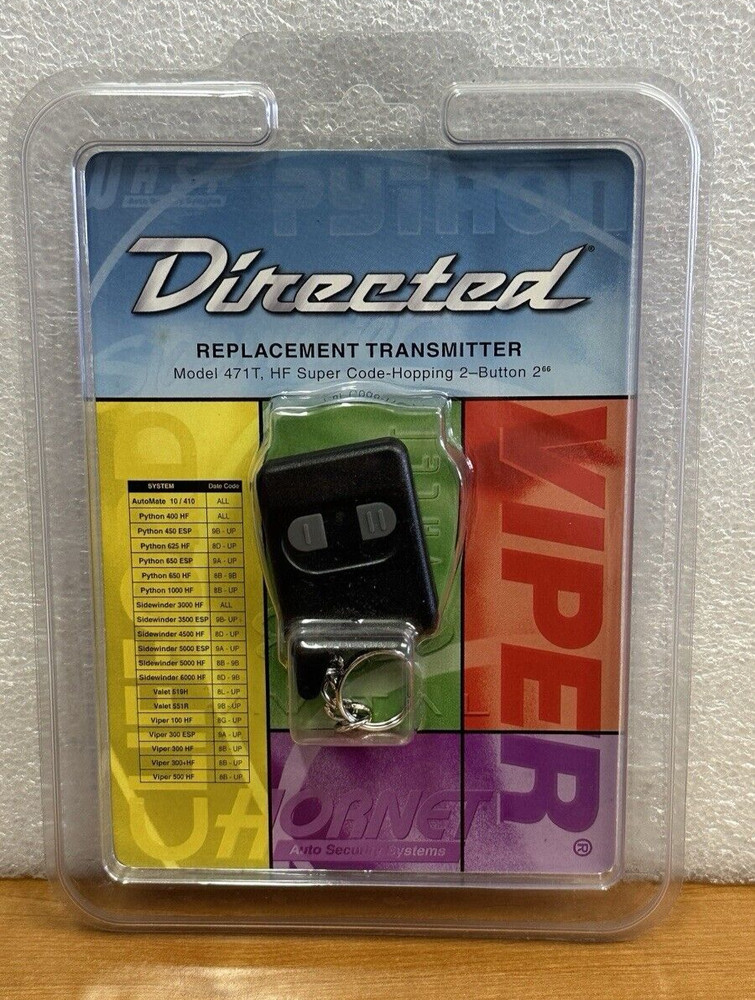 PYTHON
Auto Security Systems
Directed®
REPLACEMENT TRANSMITTER
Model 471T, HF Super Code-Hopping 2–Button 2⁶⁶
SYSTEM Date Code
AutoMate 10 / 410 ALL
Python 400 HF ALL
Python 450 ESP 9B - UP
Python 625 HF 8D - UP
Python 650 ESP 9A - UP
Python 650 HF 8B - 9B
Python 1000 HF 8B - UP
Sidewinder 3000 HF ALL
Sidewinder 3500 ESP 9B- UP
Sidewinder 4500 HF 8D - UP
Sidewinder 5000 ESP 9A - UP
Sidewinder 5000 HF 8B - 9B
Sidewinder 6000 HF 8D - 9B
Valet 519H 8L - UP
Valet 551R 9B - UP
Viper 100 HF 8G - UP
Viper 300 ESP 9A - UP
Viper 300 HF 8B - UP
Viper 300+HF 8B - UP
Viper 500 HF 8B - UP
I II
VIPER®
HORNET
Auto Security Systems